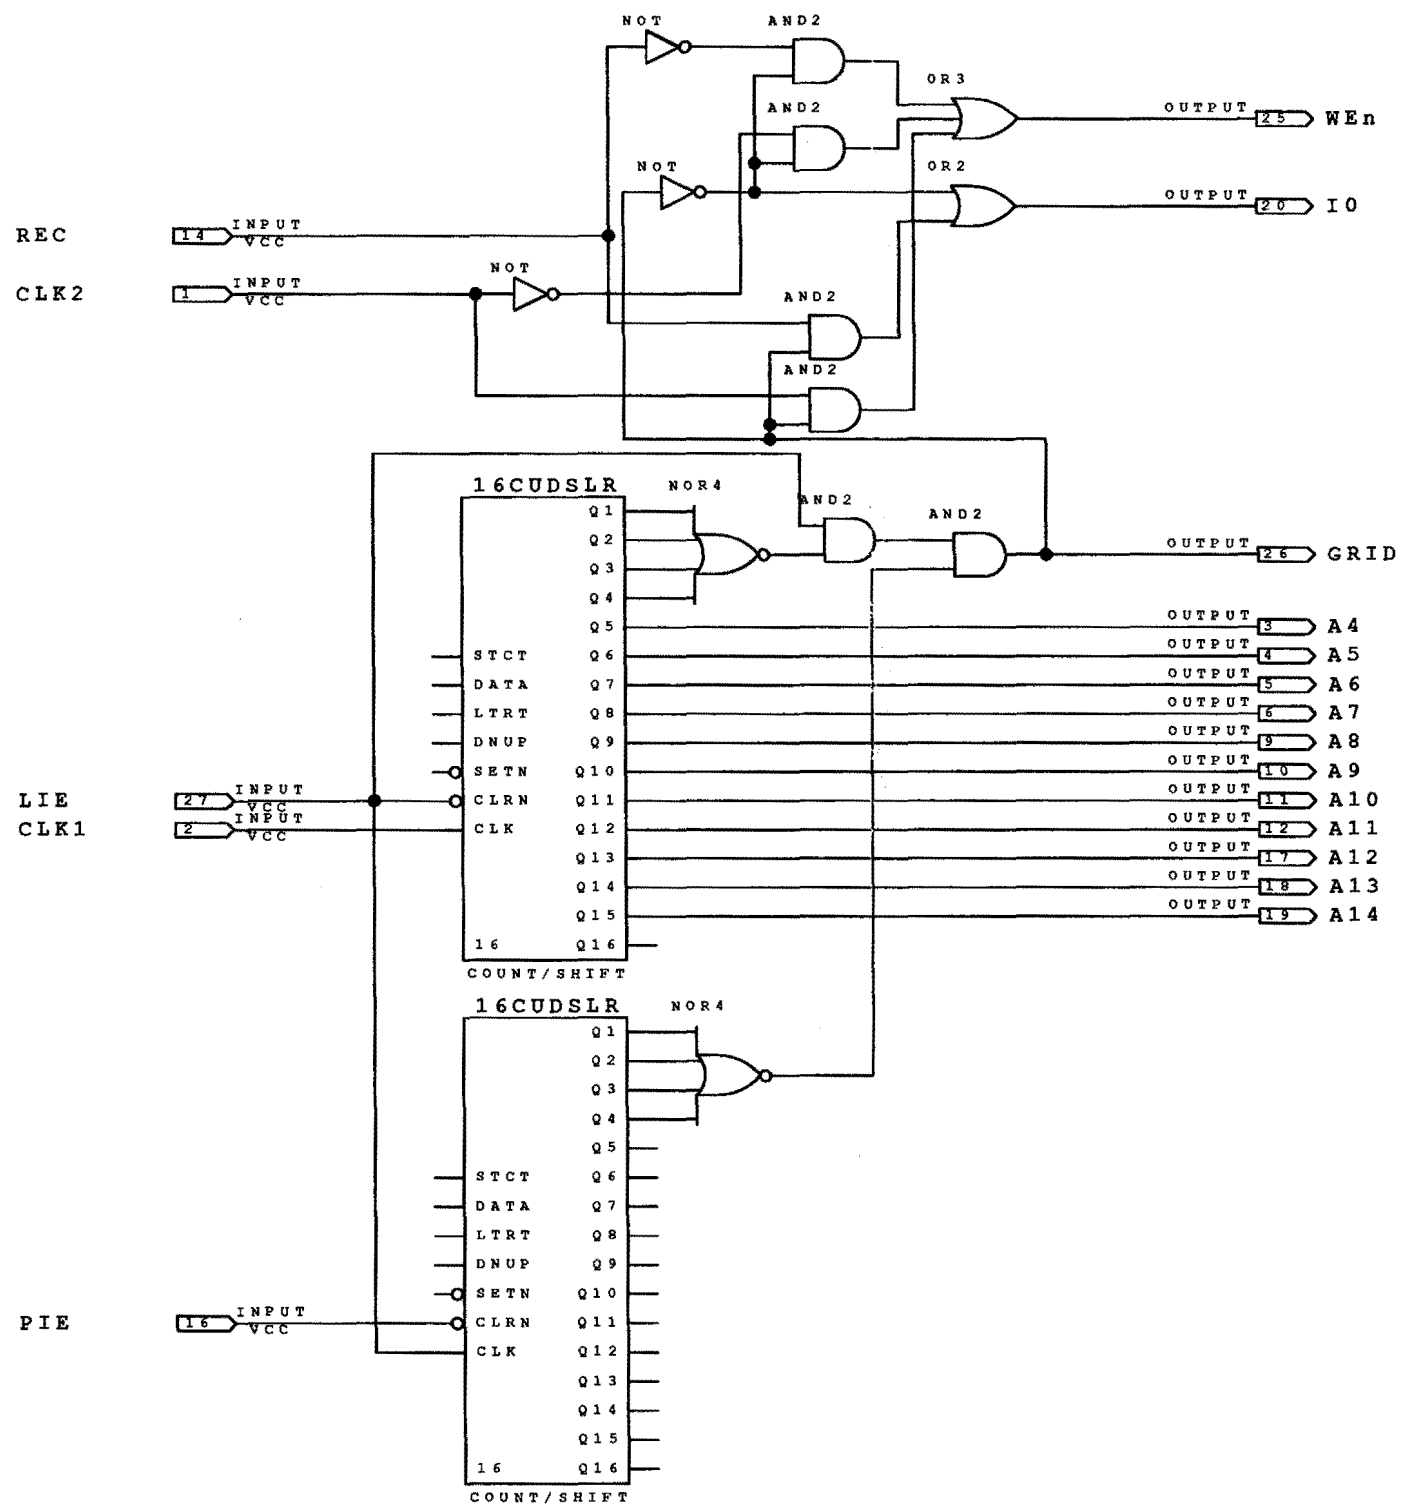 NOT AND2
OR3
AND2
OUTPUT 25 WEn
NOT OR2
OUTPUT 20 I0
REC 14 INPUT VCC
CLK2 1 INPUT VCC NOT
AND2
AND2
16CUDSLR NOR4
AND2 AND2
Q1
Q2
OUTPUT 26 GRID
Q3
Q4
Q5 OUTPUT 3 A4
STCT Q6 OUTPUT 4 A5
DATA Q7 OUTPUT 5 A6
LTRT Q8 OUTPUT 6 A7
DNUP Q9 OUTPUT 9 A8
SETN Q10 OUTPUT 10 A9
LIE 27 INPUT VCC CLRN Q11 OUTPUT 11 A10
CLK1 2 INPUT VCC CLK Q12 OUTPUT 12 A11
Q13 OUTPUT 17 A12
Q14 OUTPUT 18 A13
Q15 OUTPUT 19 A14
16 Q16
COUNT/SHIFT
16CUDSLR NOR4
Q1
Q2
Q3
Q4
Q5
STCT Q6
DATA Q7
LTRT Q8
DNUP Q9
SETN Q10
PIE 16 INPUT VCC CLRN Q11
CLK Q12
Q13
Q14
Q15
16 Q16
COUNT/SHIFT